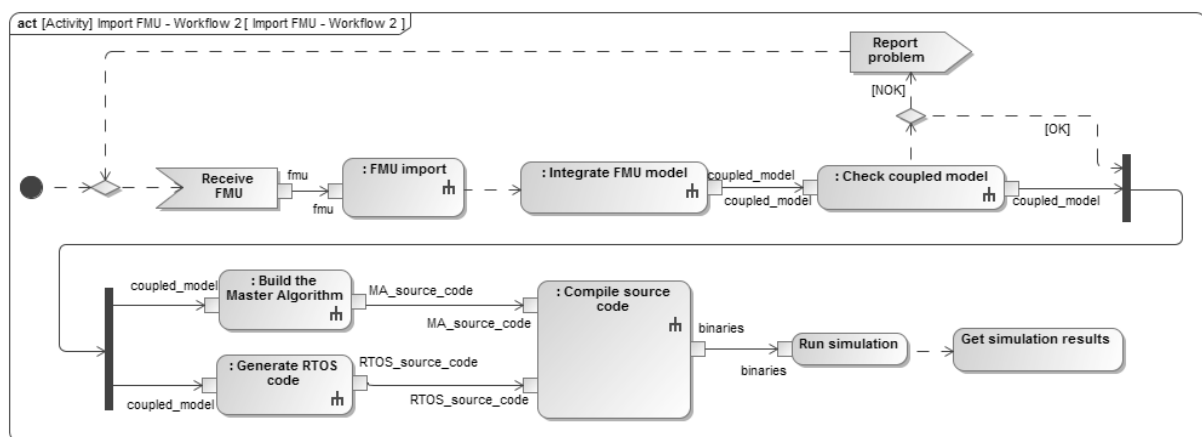 act [Activity] Import FMU - Workflow 2 [ Import FMU - Workflow 2 ]
Report
problem
[NOK]
[OK]
Receive
FMU
fmu
fmu
: FMU import
: Integrate FMU model
coupled_model
coupled_model
: Check coupled model
coupled_model
coupled_model
: Build the
Master Algorithm
MA_source_code
MA_source_code
: Compile source
code
binaries
binaries
Run simulation
Get simulation results
coupled_model
: Generate RTOS
code
RTOS_source_code
RTOS_source_code